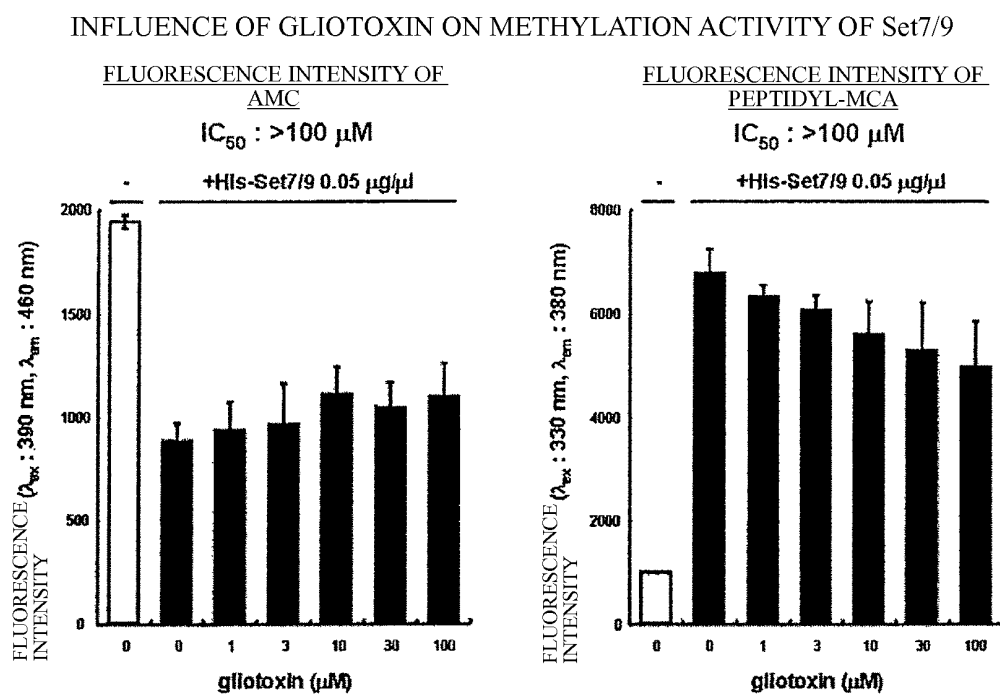 INFLUENCE OF GLIOTOXIN ON METHYLATION ACTIVITY OF Set7/9
FLUORESCENCE INTENSITY OF
AMC
IC50 : >100 μM
- +His-Set7/9 0.05 μg/μl
FLUORESCENCE (λex : 390 nm, λem : 460 nm)
INTENSITY
2000
1500
1000
500
0
0 0 1 3 10 30 100
gliotoxin (μM)
FLUORESCENCE INTENSITY OF
PEPTIDYL-MCA
IC50 : >100 μM
- +His-Set7/9 0.05 μg/μl
FLUORESCENCE (λex : 330 nm, λem : 380 nm)
INTENSITY
8000
6000
4000
2000
0
0 0 1 3 10 30 100
gliotoxin (μM)